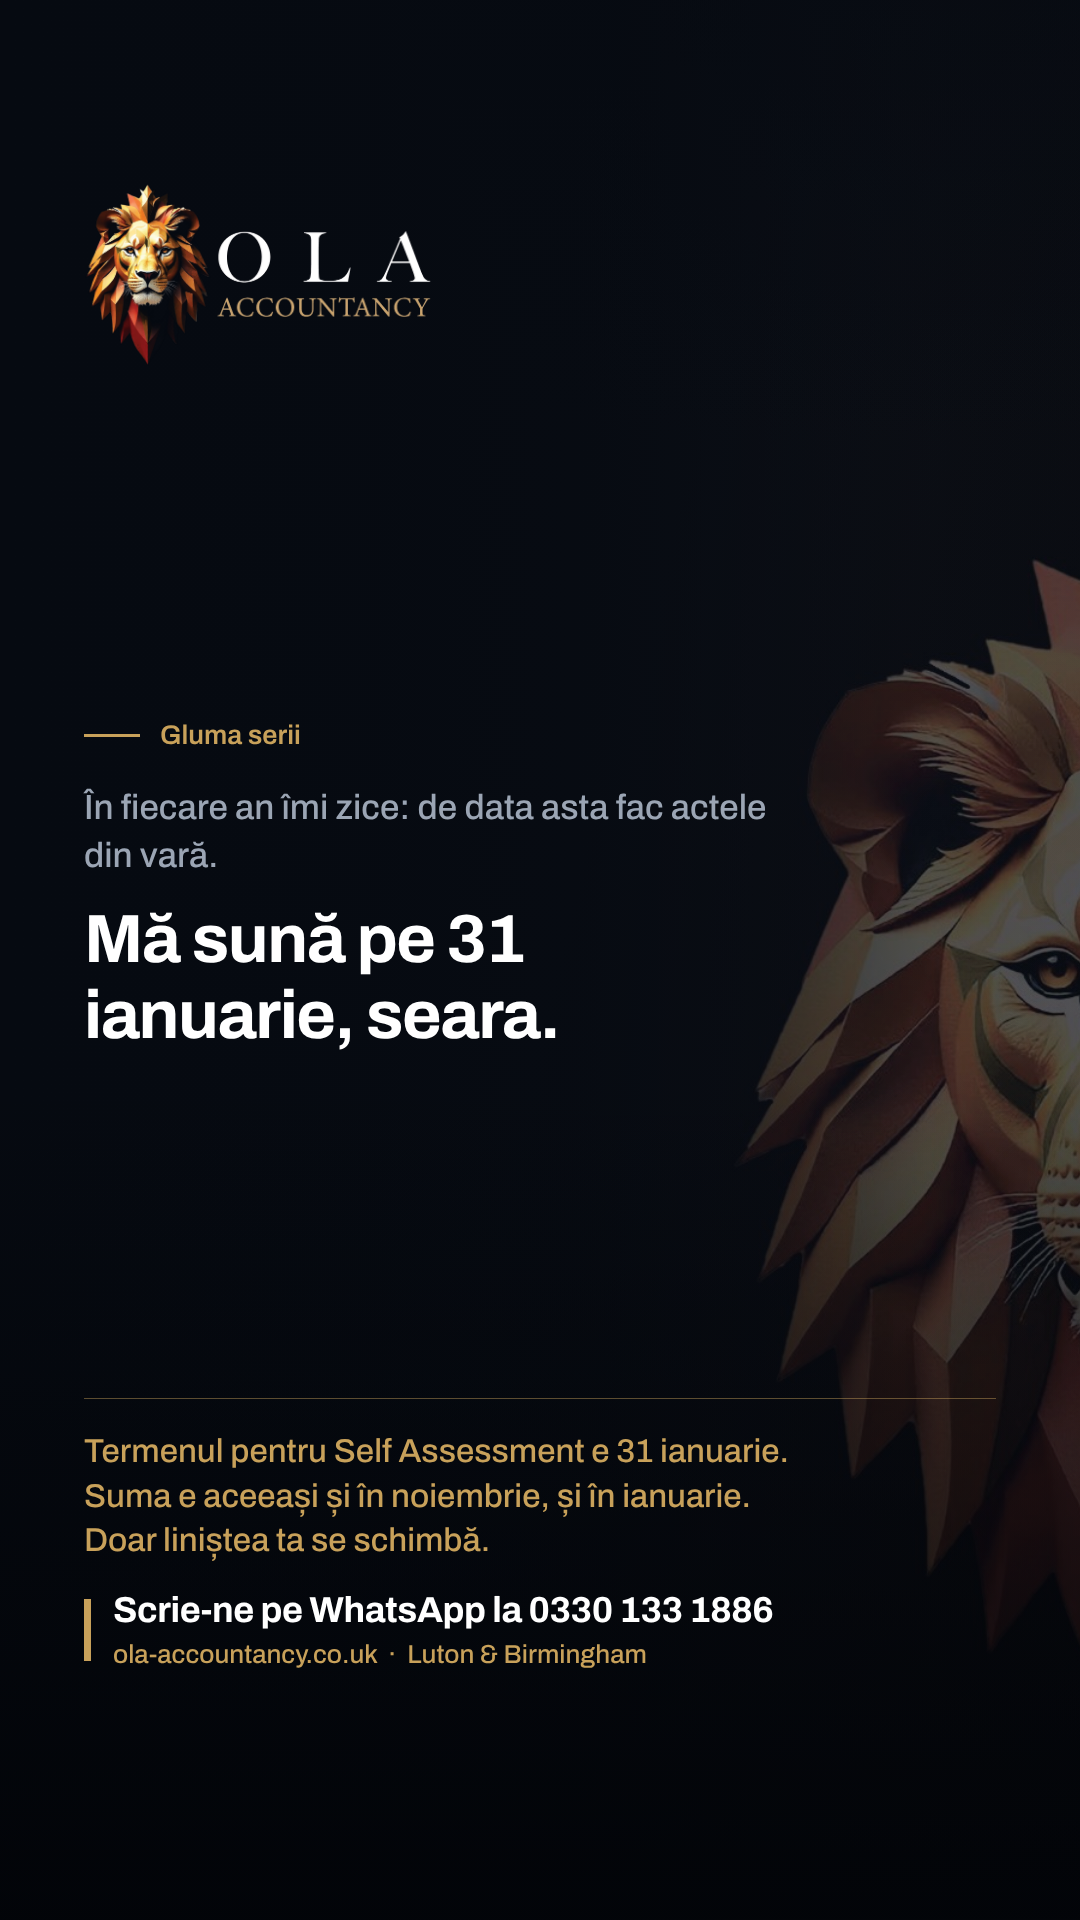 OLA
ACCOUNTANCY
Gluma serii
În fiecare an îmi zice: de data asta fac actele
din vară.
Mă sună pe 31
ianuarie, seara.
Termenul pentru Self Assessment e 31 ianuarie.
Suma e aceeași și în noiembrie, și în ianuarie.
Doar liniștea ta se schimbă.
Scrie-ne pe WhatsApp la 0330 133 1886
ola-accountancy.co.uk · Luton & Birmingham